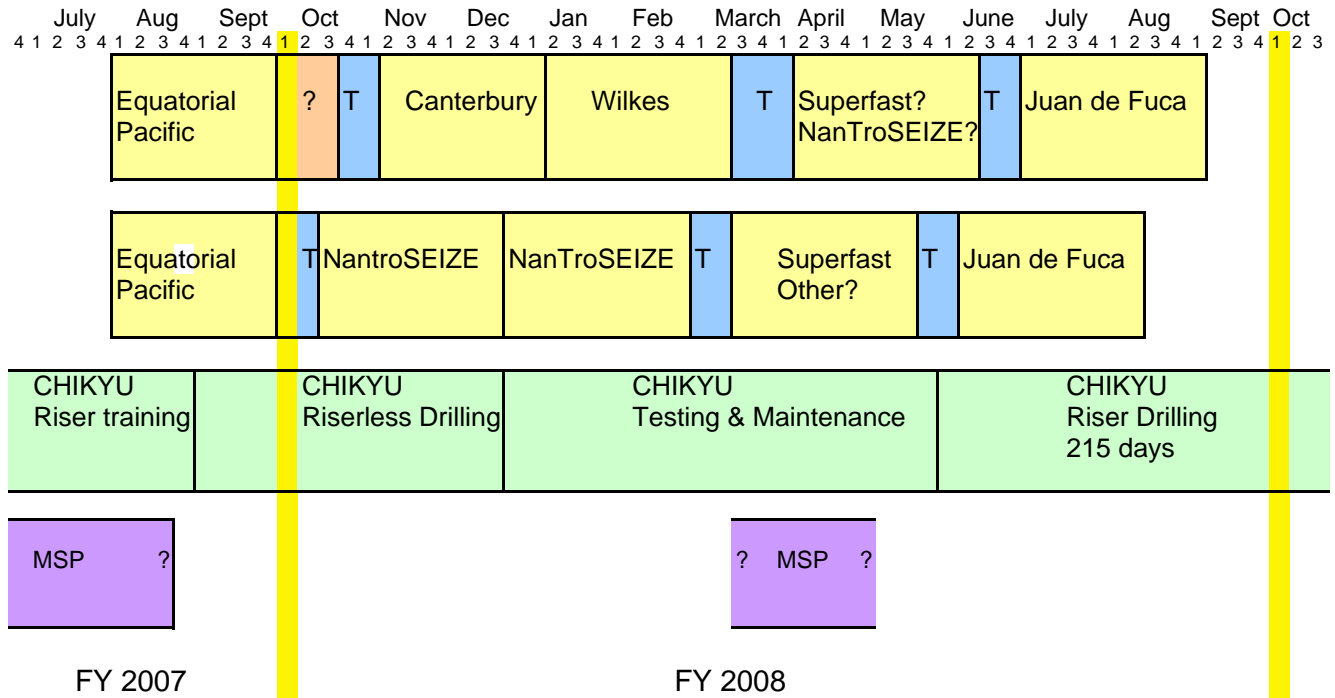 July Aug Sept Oct Nov Dec Jan Feb March April May June July Aug Sept Oct
4 1 2 3 4 1 2 3 4 1 2 3 4 1 2 3 4 1 2 3 4 1 2 3 4 1 2 3 4 1 2 3 4 1 2 3 4 1 2 3 4 1 2 3 4 1 2 3 4 1 2 3 4 1 2 3 4 1 2 3 4 1 2 3
Equatorial ? T Canterbury Wilkes T Superfast? T Juan de Fuca
Pacific NanTroSEIZE?
Equatorial T NantroSEIZE NanTroSEIZE T Superfast T Juan de Fuca
Pacific Other?
CHIKYU CHIKYU CHIKYU CHIKYU
Riser training Riserless Drilling Testing & Maintenance Riser Drilling
215 days
MSP ? ? MSP ?
FY 2007 FY 2008